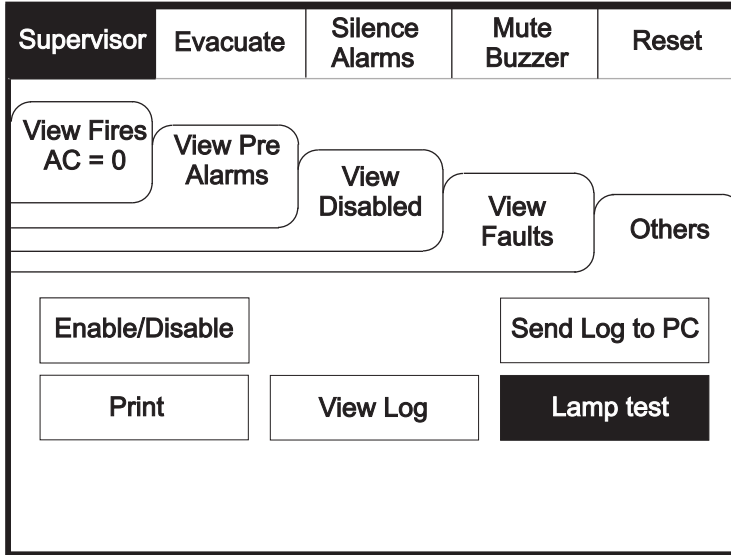 Supervisor
Evacuate
Silence
Alarms
Mute
Buzzer
Reset
View Fires
AC = 0
View Pre
Alarms
View
Disabled
View
Faults
Others
Enable/Disable
Send Log to PC
Print
View Log
Lamp test